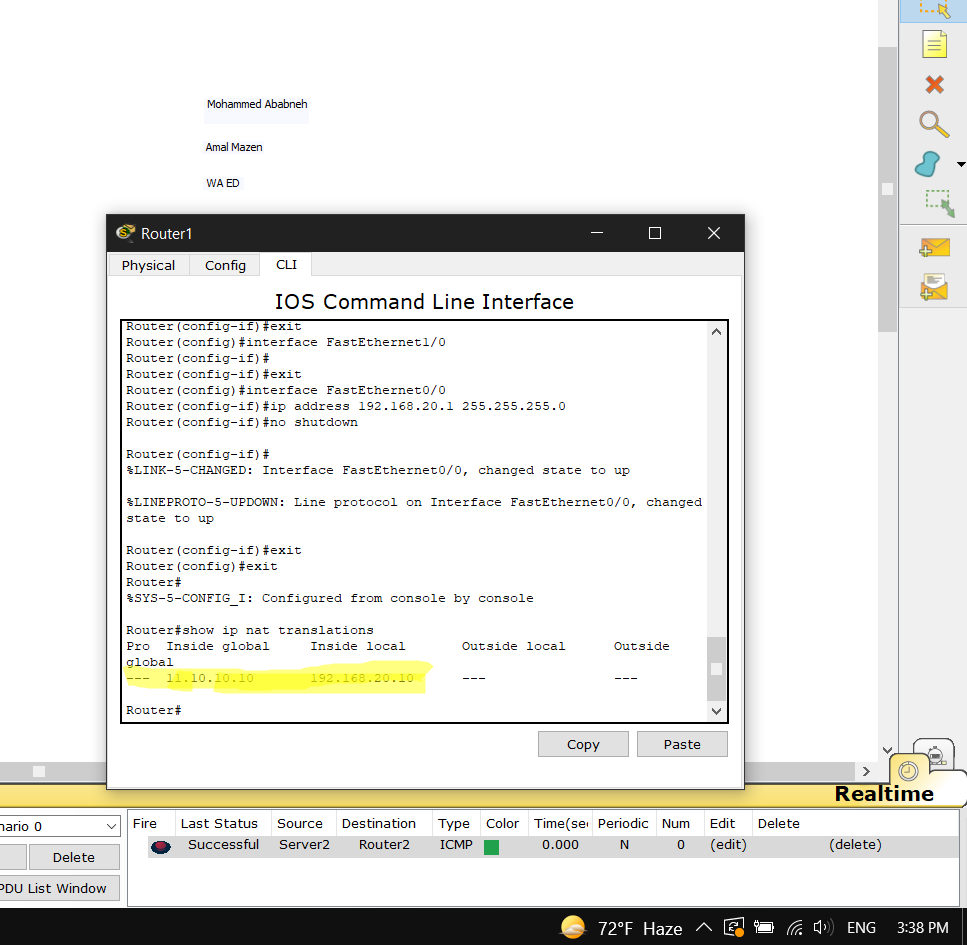 Mohammed Ababneh
Amal Mazen
WA ED
Router1
Physical Config CLI
IOS Command Line Interface
Router(config-if)#exit
Router(config)#interface FastEthernet1/0
Router(config-if)#
Router(config-if)#exit
Router(config)#interface FastEthernet0/0
Router(config-if)#ip address 192.168.20.1 255.255.255.0
Router(config-if)#no shutdown
Router(config-if)#
%LINK-5-CHANGED: Interface FastEthernet0/0, changed state to up
%LINEPROTO-5-UPDOWN: Line protocol on Interface FastEthernet0/0, changed
state to up
Router(config-if)#exit
Router(config)#exit
Router#
%SYS-5-CONFIG_I: Configured from console by console
Router#show ip nat translations
Pro Inside global Inside local Outside local Outside
global
--- 11.10.10.10 192.168.20.10 --- ---
Router#
Copy Paste
Realtime
nario 0
Delete
PDU List Window
Fire Last Status Source Destination Type Color Time(sec Periodic Num Edit Delete
Successful Server2 Router2 ICMP 0.000 N 0 (edit) (delete)
72°F Haze ENG 3:38 PM